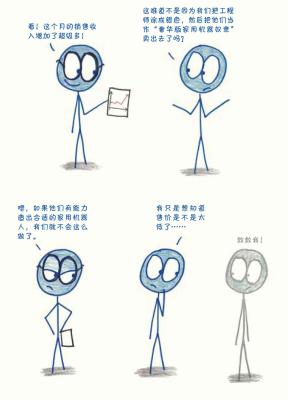 看！这个月的销售收
入增加了超级多！
这难道不是因为我们把工程
师涂成银色，然后把他们当
作“奢华版家用机器奴隶”
卖出去了吗？
嗯，如果他们有能力
造出合适的家用机器
人，我们就不会这么
做了。
我只是想知道
售价是不是太
低了……
救救我！